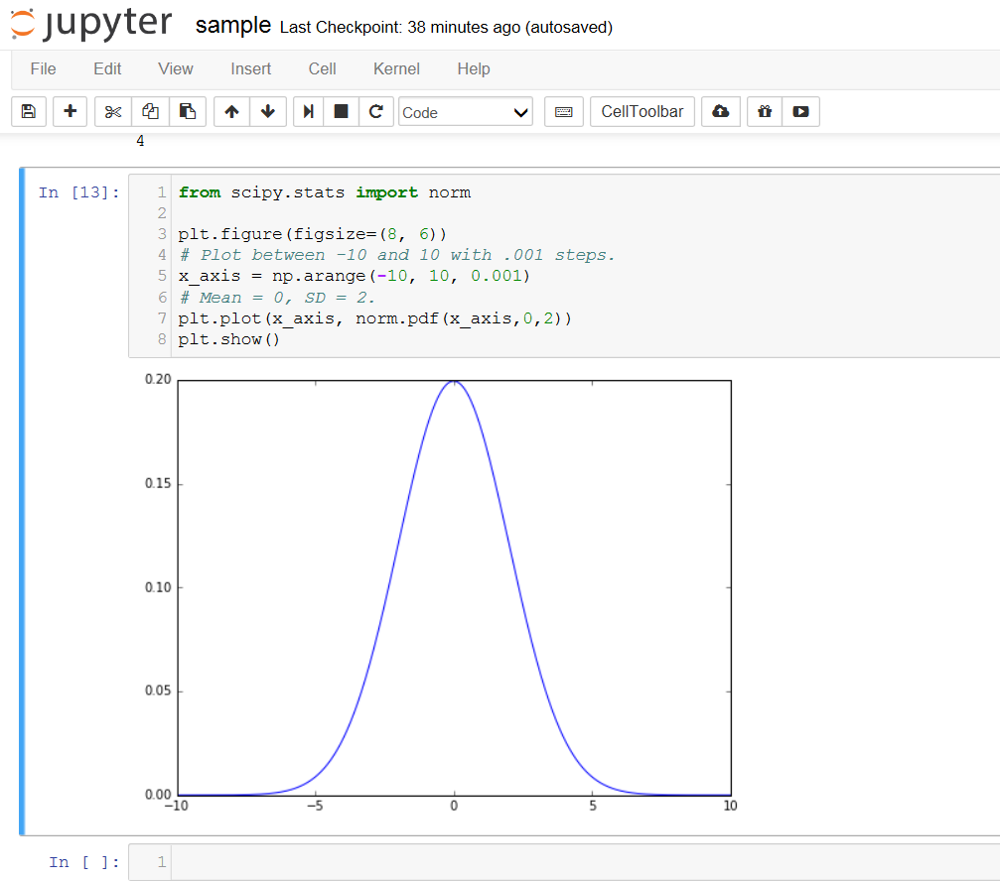 jupyter sample Last Checkpoint: 38 minutes ago (autosaved)
File Edit View Insert Cell Kernel Help
Code CellToolbar
4
In [13]:
1 from scipy.stats import norm
2
3 plt.figure(figsize=(8, 6))
4 # Plot between -10 and 10 with .001 steps.
5 x_axis = np.arange(-10, 10, 0.001)
6 # Mean = 0, SD = 2.
7 plt.plot(x_axis, norm.pdf(x_axis,0,2))
8 plt.show()
0.20
0.15
0.10
0.05
0.00
−10 −5 0 5 10
In [ ]: 1